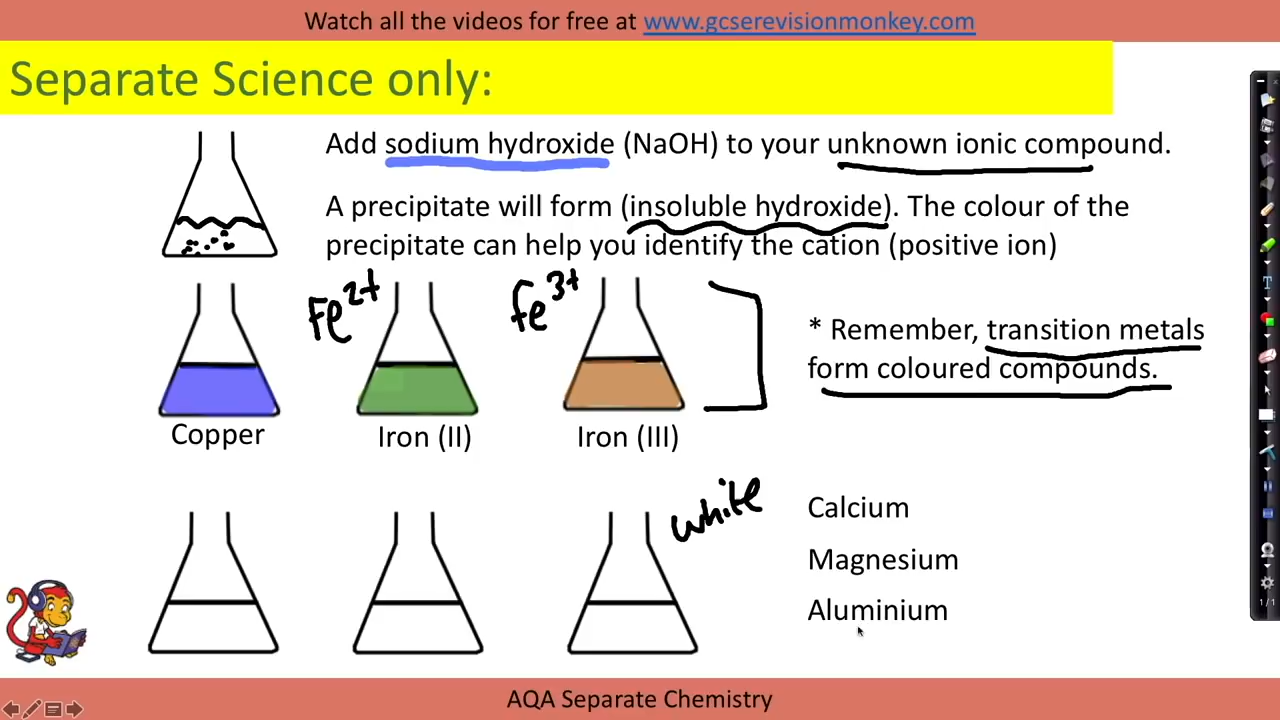 Watch all the videos for free at www.gcserevisionmonkey.com
Separate Science only:
Add sodium hydroxide (NaOH) to your unknown ionic compound.
A precipitate will form (insoluble hydroxide). The colour of the
precipitate can help you identify the cation (positive ion)
Fe2+
Fe3+
* Remember, transition metals
form coloured compounds.
Copper
Iron (II)
Iron (III)
white
Calcium
Magnesium
Aluminium
1/1
AQA Separate Chemistry